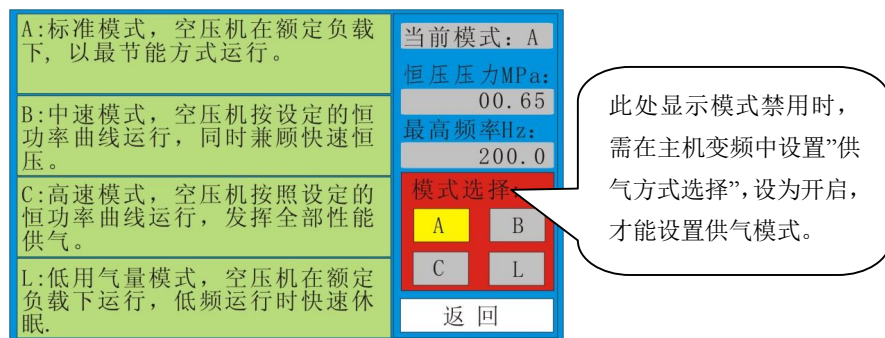 A:标准模式，空压机在额定负载
下, 以最节能方式运行。
B:中速模式，空压机按设定的恒
功率曲线运行，同时兼顾快速恒
压。
C:高速模式，空压机按照设定的
恒功率曲线运行，发挥全部性能
供气。
L:低用气量模式，空压机在额定
负载下运行，低频运行时快速休
眠.
当前模式: A
恒压压力MPa:
00.65
最高频率Hz:
200.0
模式选择
A B
C L
返回
此处显示模式禁用时，
需在主机变频中设置”供
气方式选择”，设为开启，
才能设置供气模式。